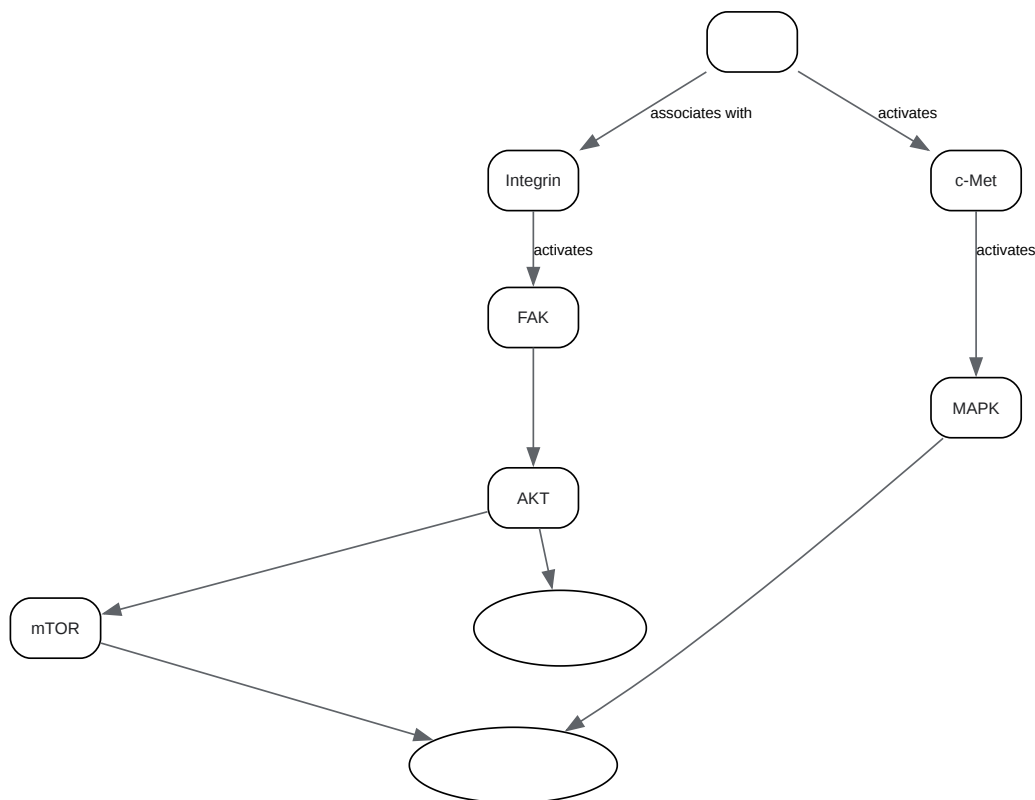 associates with
activates
Integrin
c-Met
activates
activates
FAK
MAPK
AKT
mTOR